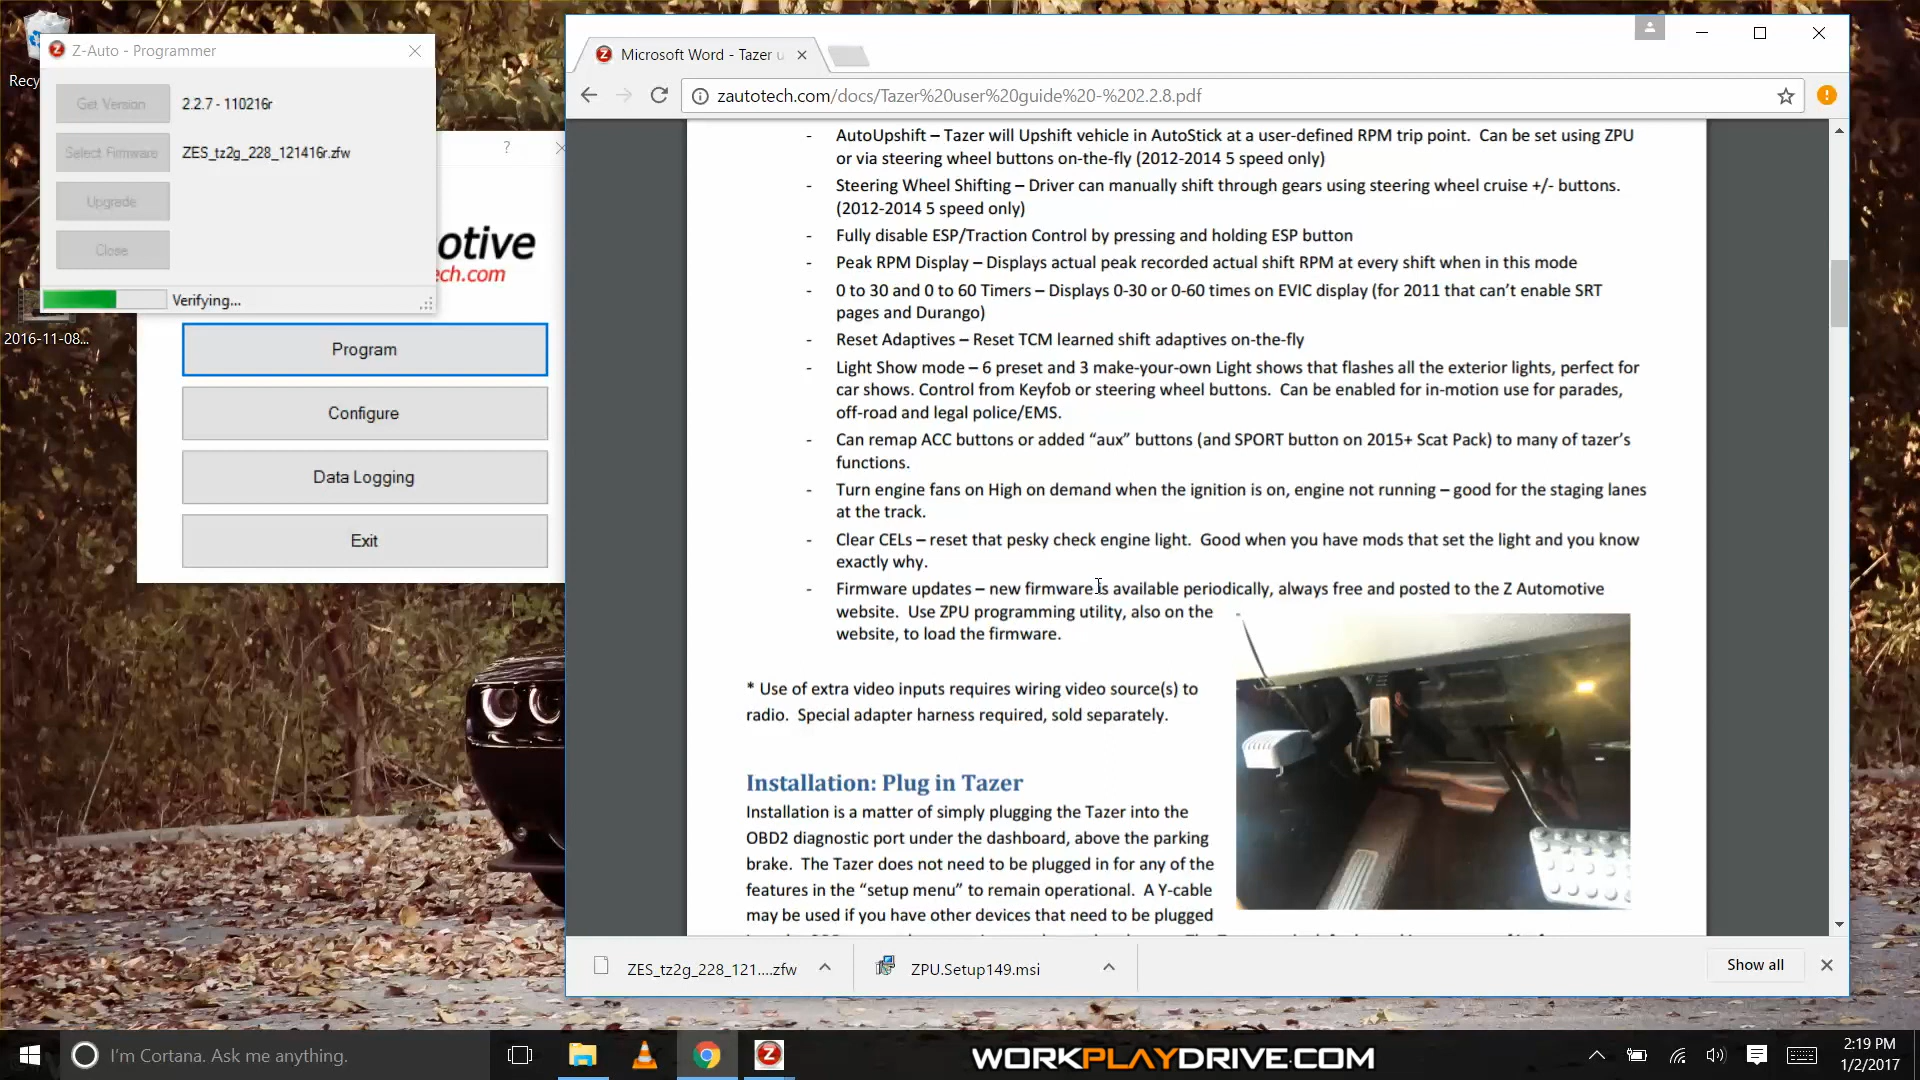 Recy
Z-Auto - Programmer
Get Version
2.2.7 - 110216r
Select Firmware
ZES_tz2g_228_121416r.zfw
Upgrade
Close
Verifying...
2016-11-08...
?
otive
ech.com
Program
Configure
Data Logging
Exit
Microsoft Word - Tazer u
zautotech.com/docs/Tazer%20user%20guide%20-%202.2.8.pdf
- AutoUpshift – Tazer will Upshift vehicle in AutoStick at a user-defined RPM trip point. Can be set using ZPU
or via steering wheel buttons on-the-fly (2012-2014 5 speed only)
- Steering Wheel Shifting – Driver can manually shift through gears using steering wheel cruise +/- buttons.
(2012-2014 5 speed only)
- Fully disable ESP/Traction Control by pressing and holding ESP button
- Peak RPM Display – Displays actual peak recorded actual shift RPM at every shift when in this mode
- 0 to 30 and 0 to 60 Timers – Displays 0-30 or 0-60 times on EVIC display (for 2011 that can't enable SRT
pages and Durango)
- Reset Adaptives – Reset TCM learned shift adaptives on-the-fly
- Light Show mode – 6 preset and 3 make-your-own Light shows that flashes all the exterior lights, perfect for
car shows. Control from Keyfob or steering wheel buttons. Can be enabled for in-motion use for parades,
off-road and legal police/EMS.
- Can remap ACC buttons or added “aux” buttons (and SPORT button on 2015+ Scat Pack) to many of tazer's
functions.
- Turn engine fans on High on demand when the ignition is on, engine not running – good for the staging lanes
at the track.
- Clear CELs – reset that pesky check engine light. Good when you have mods that set the light and you know
exactly why.
- Firmware updates – new firmware is available periodically, always free and posted to the Z Automotive
website. Use ZPU programming utility, also on the
website, to load the firmware.
* Use of extra video inputs requires wiring video source(s) to
radio. Special adapter harness required, sold separately.
Installation: Plug in Tazer
Installation is a matter of simply plugging the Tazer into the
OBD2 diagnostic port under the dashboard, above the parking
brake. The Tazer does not need to be plugged in for any of the
features in the “setup menu” to remain operational. A Y-cable
may be used if you have other devices that need to be plugged
ZES_tz2g_228_121....zfw
ZPU.Setup149.msi
Show all
I'm Cortana. Ask me anything.
WORKPLAYDRIVE.COM
2:19 PM
1/2/2017